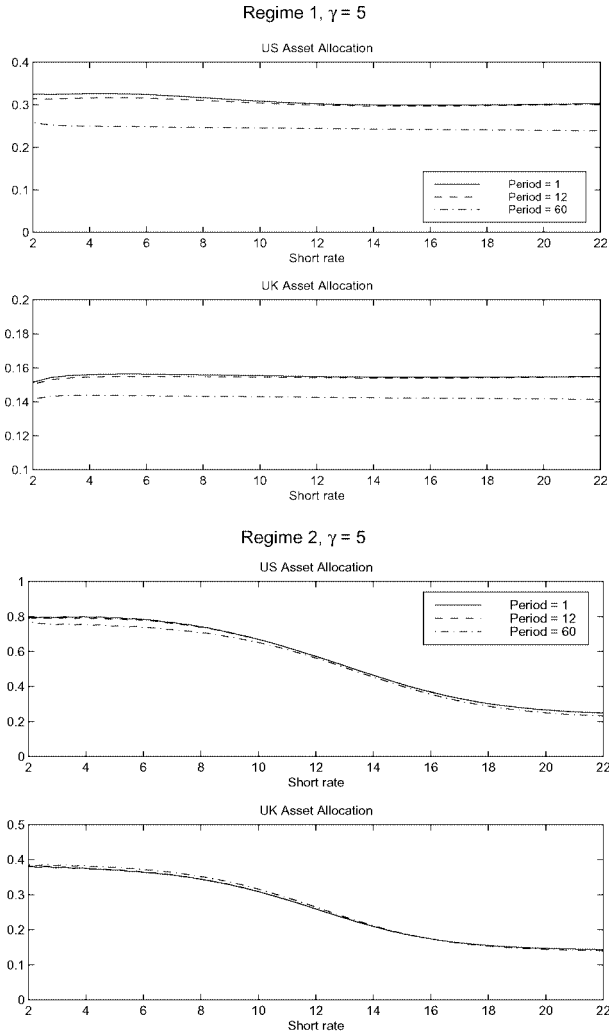 Regime 1, γ = 5
US Asset Allocation
0.4
0.3
0.2
0.1
0
Period = 1
Period = 12
Period = 60
2 4 6 8 10 12 14 16 18 20 22
Short rate
UK Asset Allocation
0.2
0.18
0.16
0.14
0.12
0.1
2 4 6 8 10 12 14 16 18 20 22
Short rate
Regime 2, γ = 5
US Asset Allocation
1
0.8
0.6
0.4
0.2
0
Period = 1
Period = 12
Period = 60
2 4 6 8 10 12 14 16 18 20 22
Short rate
UK Asset Allocation
0.5
0.4
0.3
0.2
0.1
0
2 4 6 8 10 12 14 16 18 20 22
Short rate